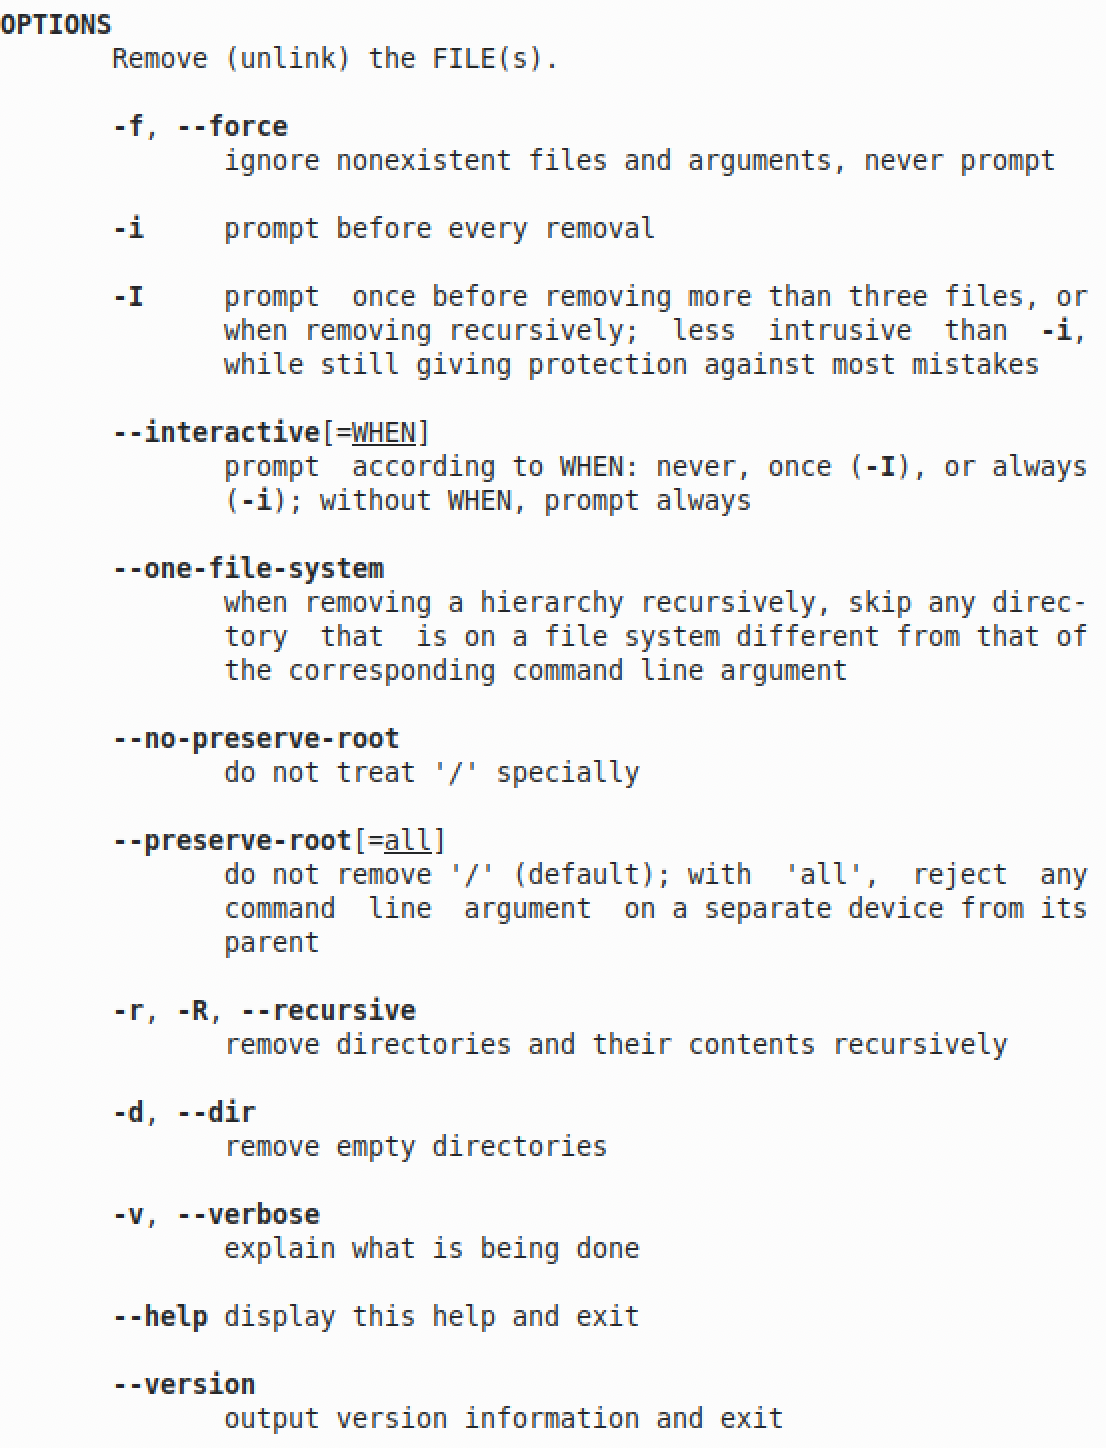 OPTIONS
Remove (unlink) the FILE(s).
-f, --force
ignore nonexistent files and arguments, never prompt
-i prompt before every removal
-I prompt once before removing more than three files, or
when removing recursively; less intrusive than -i,
while still giving protection against most mistakes
--interactive[=WHEN]
prompt according to WHEN: never, once (-I), or always
(-i); without WHEN, prompt always
--one-file-system
when removing a hierarchy recursively, skip any direc-
tory that is on a file system different from that of
the corresponding command line argument
--no-preserve-root
do not treat '/' specially
--preserve-root[=all]
do not remove '/' (default); with 'all', reject any
command line argument on a separate device from its
parent
-r, -R, --recursive
remove directories and their contents recursively
-d, --dir
remove empty directories
-v, --verbose
explain what is being done
--help display this help and exit
--version
output version information and exit